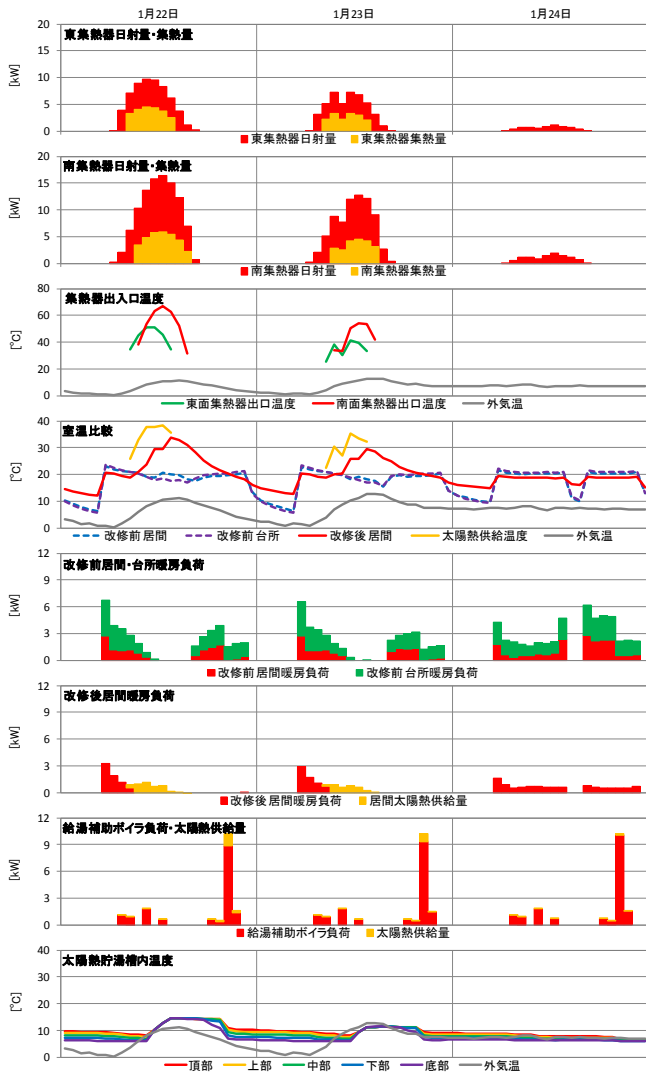 1月22日 1月23日 1月24日
東集熱器日射量・集熱量
[kW]
20
15
10
5
0
東集熱器日射量 東集熱器集熱量
南集熱器日射量・集熱量
[kW]
20
15
10
5
0
南集熱器日射量 南集熱器集熱量
集熱器出入口温度
[℃]
80
60
40
20
0
東面集熱器出口温度 南面集熱器出口温度 外気温
室温比較
[℃]
40
30
20
10
0
改修前居間 改修前台所 改修後居間 太陽熱供給温度 外気温
改修前居間・台所暖房負荷
[kW]
12
9
6
3
0
改修前居間暖房負荷 改修前台所暖房負荷
改修後居間暖房負荷
[kW]
12
9
6
3
0
改修後居間暖房負荷 居間太陽熱供給量
給湯補助ボイラ負荷・太陽熱供給量
[kW]
12
9
6
3
0
給湯補助ボイラ負荷 太陽熱供給量
太陽熱貯湯槽内温度
[℃]
40
30
20
10
0
頂部 上部 中部 下部 底部 外気温